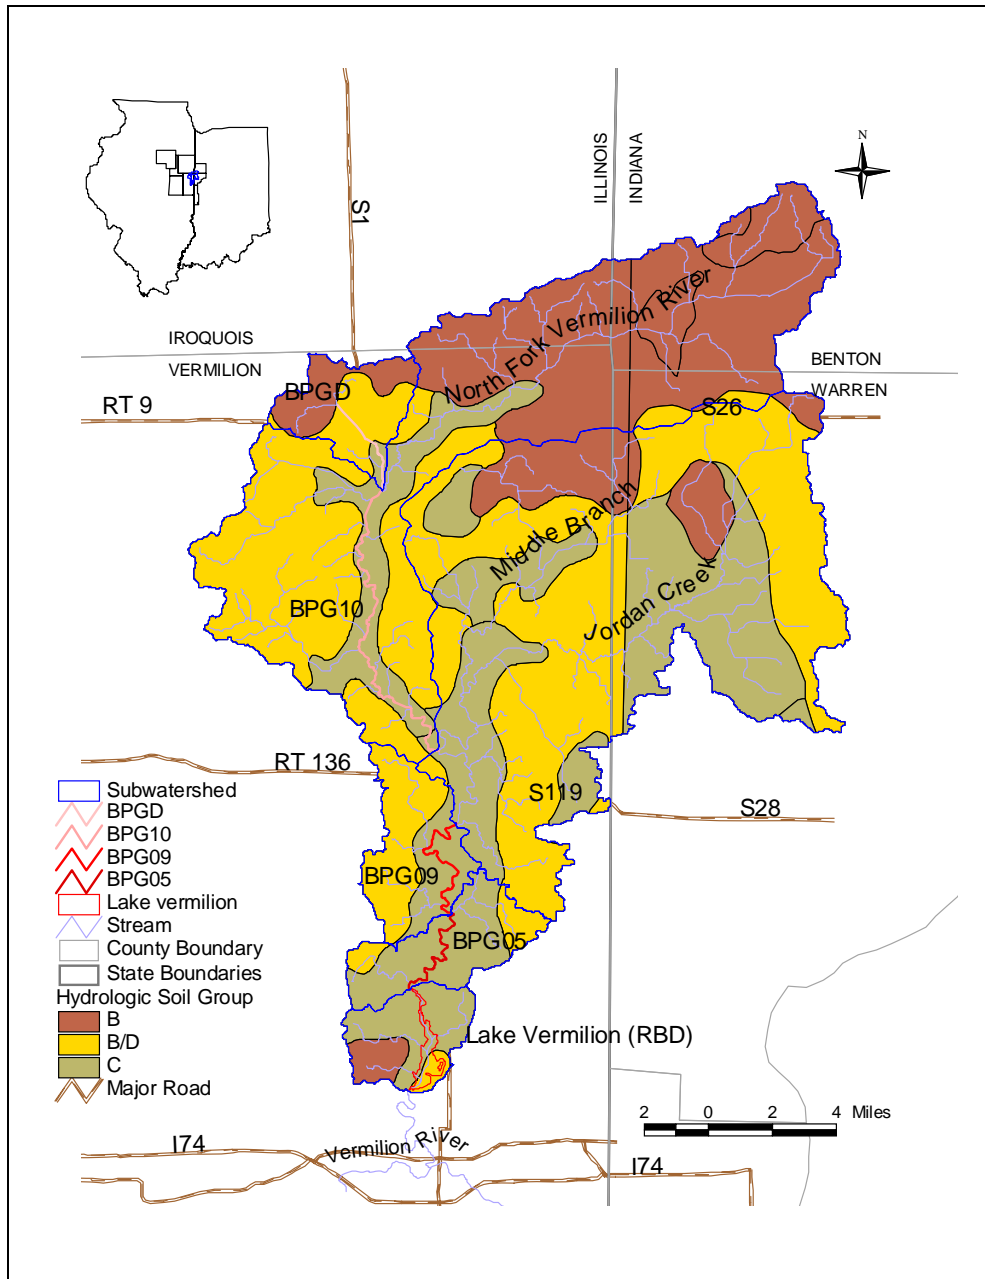 N
ILLINOIS
INDIANA
S1
IROQUOIS
VERMILION
BENTON
WARREN
North Fork Vermilion River
BPGD
RT 9
S26
Middle Branch
BPG10
Jordan Creek
RT 136
S119
S28
BPG09
BPG05
Subwatershed
BPGD
BPG10
BPG09
BPG05
Lake vermilion
Stream
County Boundary
State Boundaries
Hydrologic Soil Group
B
B/D
C
Major Road
Lake Vermilion (RBD)
2 0 2 4 Miles
I74
Vermilion River
I74